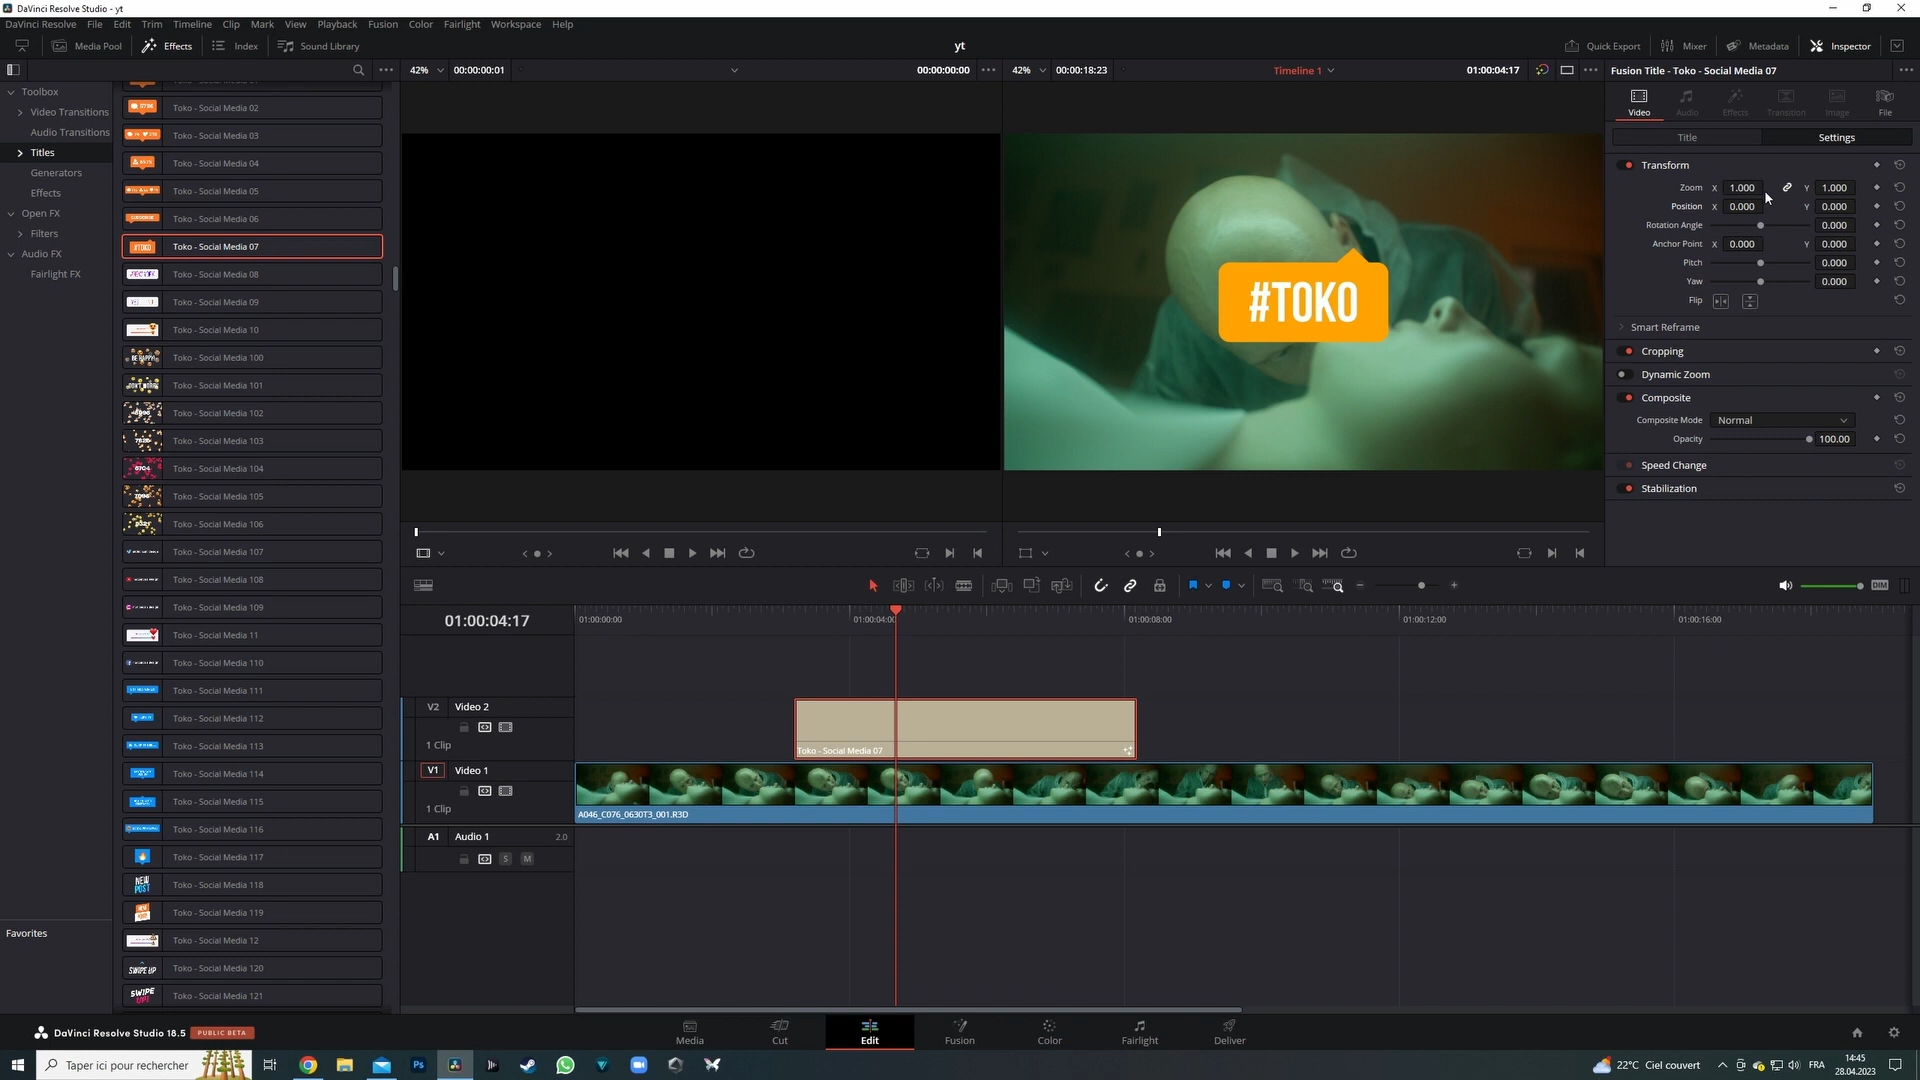 DaVinci Resolve Studio - yt
DaVinci Resolve File Edit Trim Timeline Clip Mark View Playback Fusion Color Fairlight Workspace Help
Media Pool Effects Index Sound Library
yt
Quick Export Mixer Metadata Inspector
42% 00:00:00:01 00:00:00:00
42% 00:00:18:23 Timeline 1 01:00:04:17
Fusion Title - Toko - Social Media 07
Toolbox
Video Transitions
Audio Transitions
Titles
Generators
Effects
Open FX
Filters
Audio FX
Fairlight FX
Favorites
Toko - Social Media 02
Toko - Social Media 03
Toko - Social Media 04
Toko - Social Media 05
Toko - Social Media 06
#TOKO Toko - Social Media 07
Toko - Social Media 08
Toko - Social Media 09
Toko - Social Media 10
Toko - Social Media 100
Toko - Social Media 101
Toko - Social Media 102
Toko - Social Media 103
Toko - Social Media 104
Toko - Social Media 105
Toko - Social Media 106
Toko - Social Media 107
Toko - Social Media 108
Toko - Social Media 109
Toko - Social Media 11
Toko - Social Media 110
Toko - Social Media 111
Toko - Social Media 112
Toko - Social Media 113
Toko - Social Media 114
Toko - Social Media 115
Toko - Social Media 116
Toko - Social Media 117
NEW POST Toko - Social Media 118
Toko - Social Media 119
Toko - Social Media 12
SWIPE UP Toko - Social Media 120
SWIPE UP! Toko - Social Media 121
#TOKO
Video Audio Effects Transition Image File
Title Settings
Transform
Zoom X 1.000 Y 1.000
Position X 0.000 Y 0.000
Rotation Angle 0.000
Anchor Point X 0.000 Y 0.000
Pitch 0.000
Yaw 0.000
Flip
Smart Reframe
Cropping
Dynamic Zoom
Composite
Composite Mode Normal
Opacity 100.00
Speed Change
Stabilization
DIM
01:00:04:17
01:00:00:00 01:00:04:00 01:00:08:00 01:00:12:00 01:00:16:00
V2 Video 2
1 Clip
Toko - Social Media 07
V1 Video 1
1 Clip
A046_C076_0630T3_001.R3D
A1 Audio 1 2.0
S M
DaVinci Resolve Studio 18.5 PUBLIC BETA
Media Cut Edit Fusion Color Fairlight Deliver
Taper ici pour rechercher
Ps
22°C Ciel couvert
FRA
14:45
28.04.2023